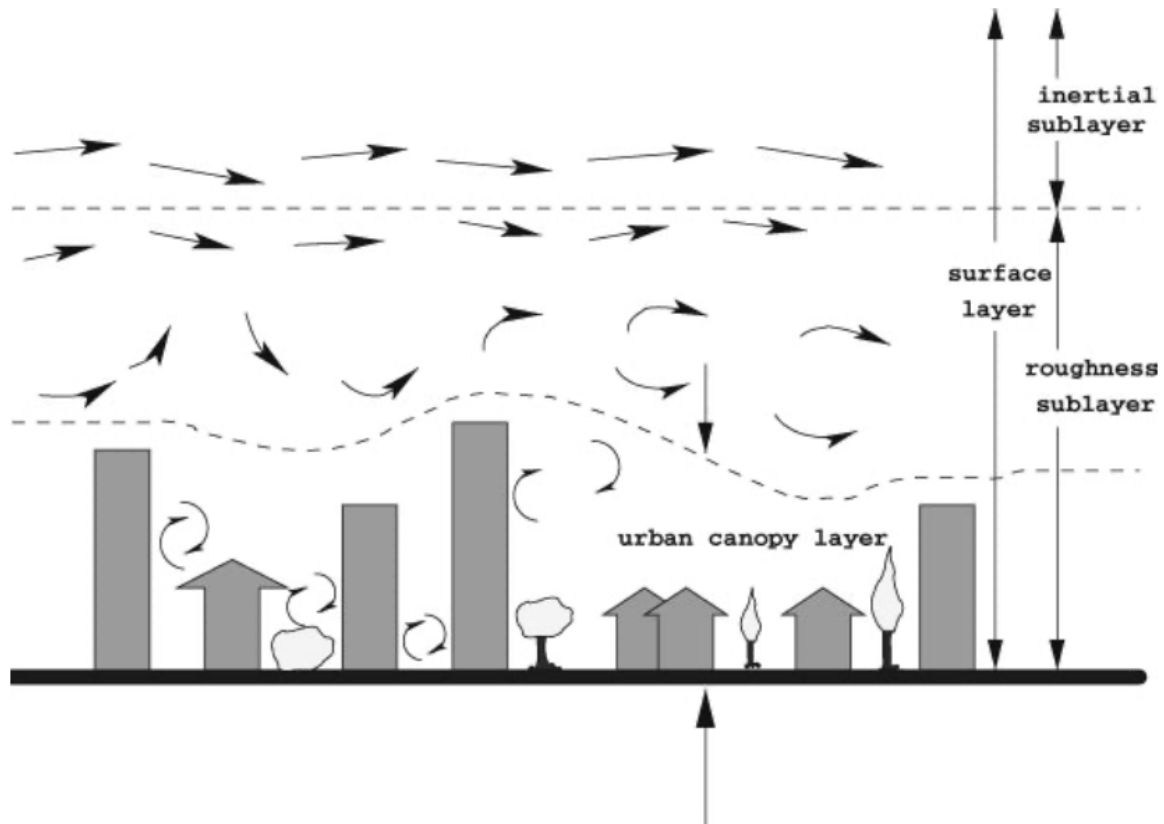 inertial
sublayer
surface
layer
roughness
sublayer
urban canopy layer